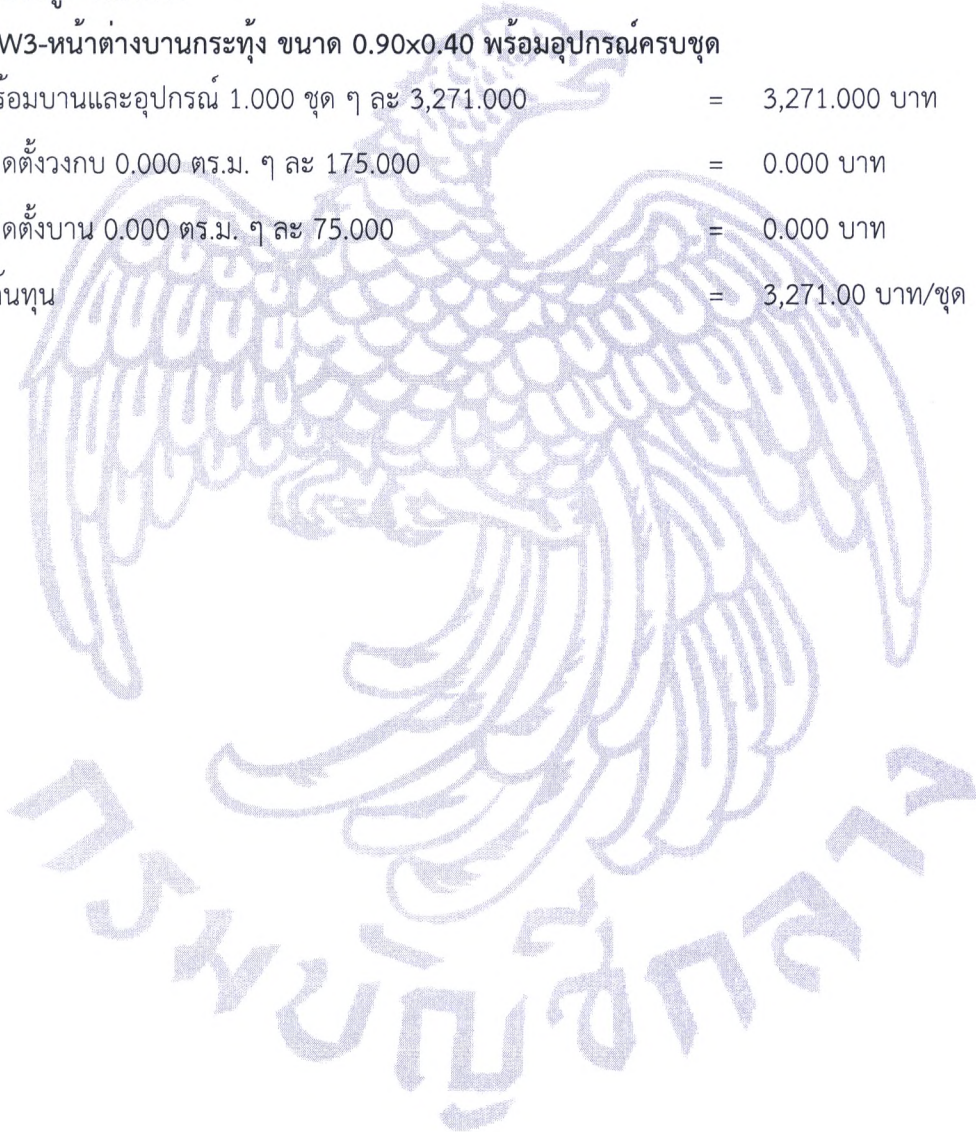 W3-หน้าต่างบานกระทุ้ง ขนาด 0.90x0.40 พร้อมอุปกรณ์ครบชุด
ร้อมบานและอุปกรณ์ 1.000 ชุด ๆ ละ 3,271.000 = 3,271.000 บาท
ดตั้งวงกบ 0.000 ตร.ม. ๆ ละ 175.000 = 0.000 บาท
ดตั้งบาน 0.000 ตร.ม. ๆ ละ 75.000 = 0.000 บาท
นทุน = 3,271.00 บาท/ชุด
กรมบัญชีกลาง